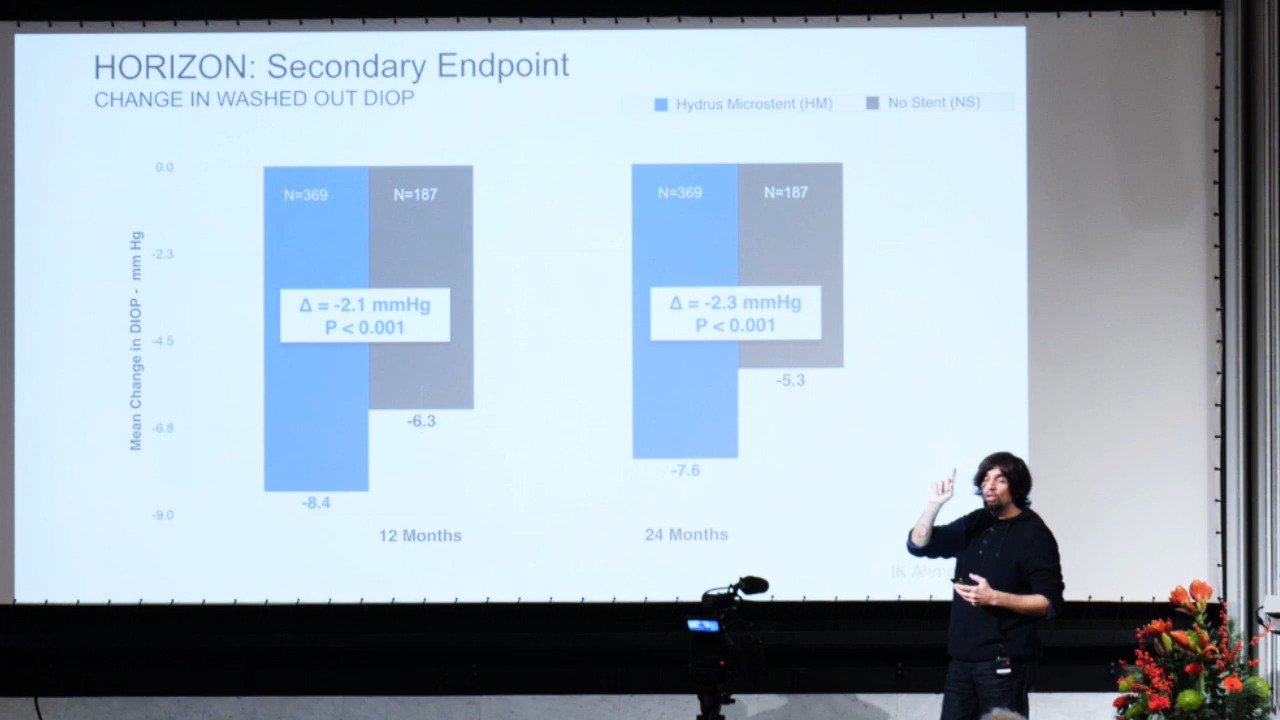 HORIZON: Secondary Endpoint
CHANGE IN WASHED OUT DIOP
Hydrus Microstent (HM) No Stent (NS)
Mean Change in DIOP - mm Hg
0.0
-2.3
-4.5
-6.8
-9.0
N=369 N=187
Δ = -2.1 mmHg
P < 0.001
-6.3
-8.4
12 Months
N=369 N=187
Δ = -2.3 mmHg
P < 0.001
-5.3
-7.6
24 Months
IK